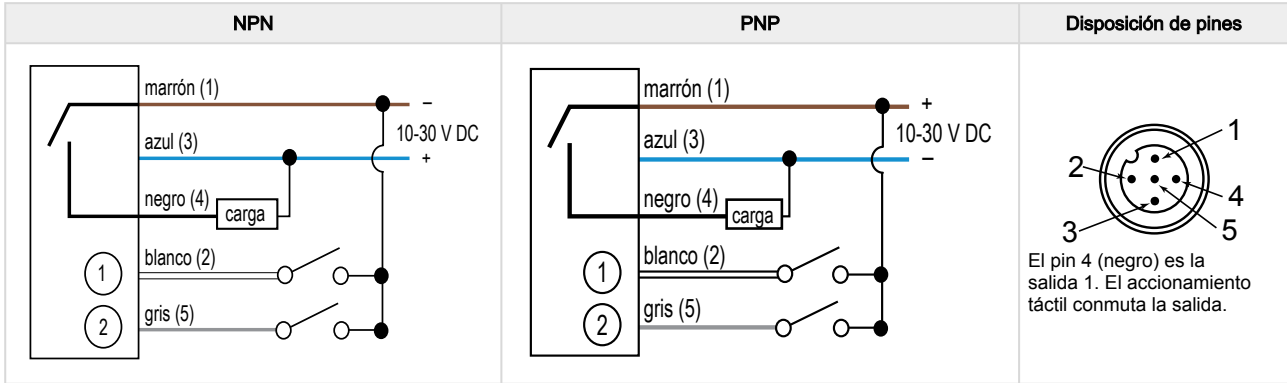 NPN
PNP
Disposición de pines
marrón (1)
–
10-30 V DC
azul (3)
+
negro (4)
carga
blanco (2)
1
gris (5)
2
marrón (1)
+
10-30 V DC
azul (3)
–
negro (4)
carga
blanco (2)
1
gris (5)
2
1
2
4
3
5
El pin 4 (negro) es la
salida 1. El accionamiento
táctil conmuta la salida.